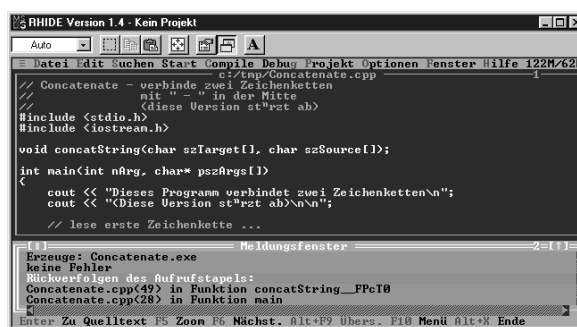 RHIDE Version 1.4 - Kein Projekt
Auto
≡ Datei Edit Suchen Start Compile Debug Projekt Optionen Fenster Hilfe 122M/62
c:/tmp/Concatenate.cpp 1
// Concatenate - verbinde zwei Zeichenketten
// mit " - " in der Mitte
// (diese Version st"rzt ab)
#include <stdio.h>
#include <iostream.h>
void concatString(char szTarget[], char szSource[]);
int main(int nArg, char* pszArgs[])
{
cout << "Dieses Programm verbindet zwei Zeichenketten\n";
cout << "(Diese Version st"rzt ab)\n\n";
// lese erste Zeichenkette ...
Meldungsfenster 2=[↑]
Erzeuge: Concatenate.exe
keine Fehler
Rückverfolgen des Aufrufstapels:
Concatenate.cpp(49) in Funktion concatString__FPcT0
Concatenate.cpp(28) in Funktion main
Enter Zu Quelltext F5 Zoom F6 Nächst. Alt+F9 Übers. F10 Menü Alt+X Ende